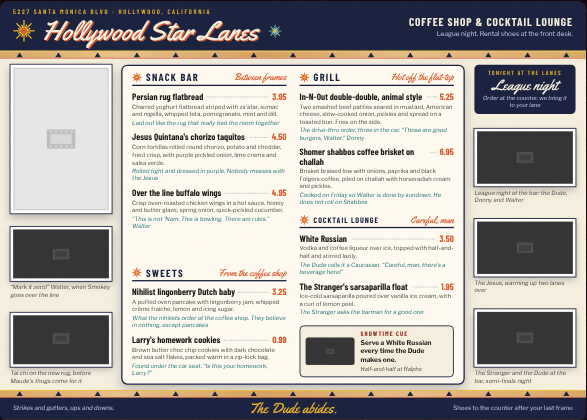 5227 SANTA MONICA BLVD · HOLLYWOOD, CALIFORNIA
Hollywood Star Lanes
COFFEE SHOP & COCKTAIL LOUNGE
League night. Rental shoes at the front desk.
"Mark it zero!" Walter, when Smokey
goes over the line
Tai chi on the new rug, before
Maude's thugs come for it
SNACK BAR
Between frames
Persian rug flatbread 3.95
Charred yoghurt flatbread striped with za'atar, sumac
and nigella, whipped feta, pomegranate, mint and dill.
Laid out like the rug that really tied the room together
Jesus Quintana's chorizo taquitos 4.50
Corn tortillas rolled round chorizo, potato and cheddar,
fried crisp, with purple pickled onion, lime crema and
salsa verde.
Rolled tight and dressed in purple. Nobody messes with
the Jesus
Over the line buffalo wings 4.95
Crisp oven-roasted chicken wings in a hot sauce, honey
and butter glaze, spring onion, quick-pickled cucumber.
"This is not 'Nam. This is bowling. There are rules."
Walter
SWEETS
From the coffee shop
Nihilist lingonberry Dutch baby 3.25
A puffed oven pancake with lingonberry jam, whipped
crème fraîche, lemon and icing sugar.
What the nihilists order at the coffee shop. They believe
in nothing, except pancakes
Larry's homework cookies 0.99
Brown butter choc chip cookies with dark chocolate
and sea salt flakes, packed warm in a zip-lock bag.
Found under the car seat. "Is this your homework,
Larry?"
GRILL
Hot off the flat-top
In-N-Out double-double, animal style 5.25
Two smashed beef patties seared in mustard, American
cheese, slow-cooked onion, pickles and spread on a
toasted bun. Fries on the side.
The drive-thru order, three in the car. "Those are good
burgers, Walter." Donny
Shomer shabbos coffee brisket on 6.95
challah
Brisket braised low with onions, paprika and black
Folgers coffee, piled on challah with horseradish cream
and pickles.
Cooked on Friday so Walter is done by sundown. He
does not roll on Shabbos
COCKTAIL LOUNGE
Careful, man
White Russian 3.50
Vodka and coffee liqueur over ice, topped with half-and-
half and stirred lazily.
The Dude calls it a Caucasian. "Careful, man, there's a
beverage here!"
The Stranger's sarsaparilla float 1.95
Ice-cold sarsaparilla poured over vanilla ice cream, with
a curl of lemon peel.
The Stranger asks the barman for a good one
SHOWTIME CUE
Serve a White Russian
every time the Dude
makes one.
Half-and-half at Ralphs
TONIGHT AT THE LANES
League night
Order at the counter, we bring it
to your lane
League night at the bar: the Dude,
Donny and Walter
The Jesus, warming up two lanes
over
The Stranger and the Dude at the
bar, semi-finals night
Strikes and gutters, ups and downs.
The Dude abides.
Shoes to the counter after your last frame